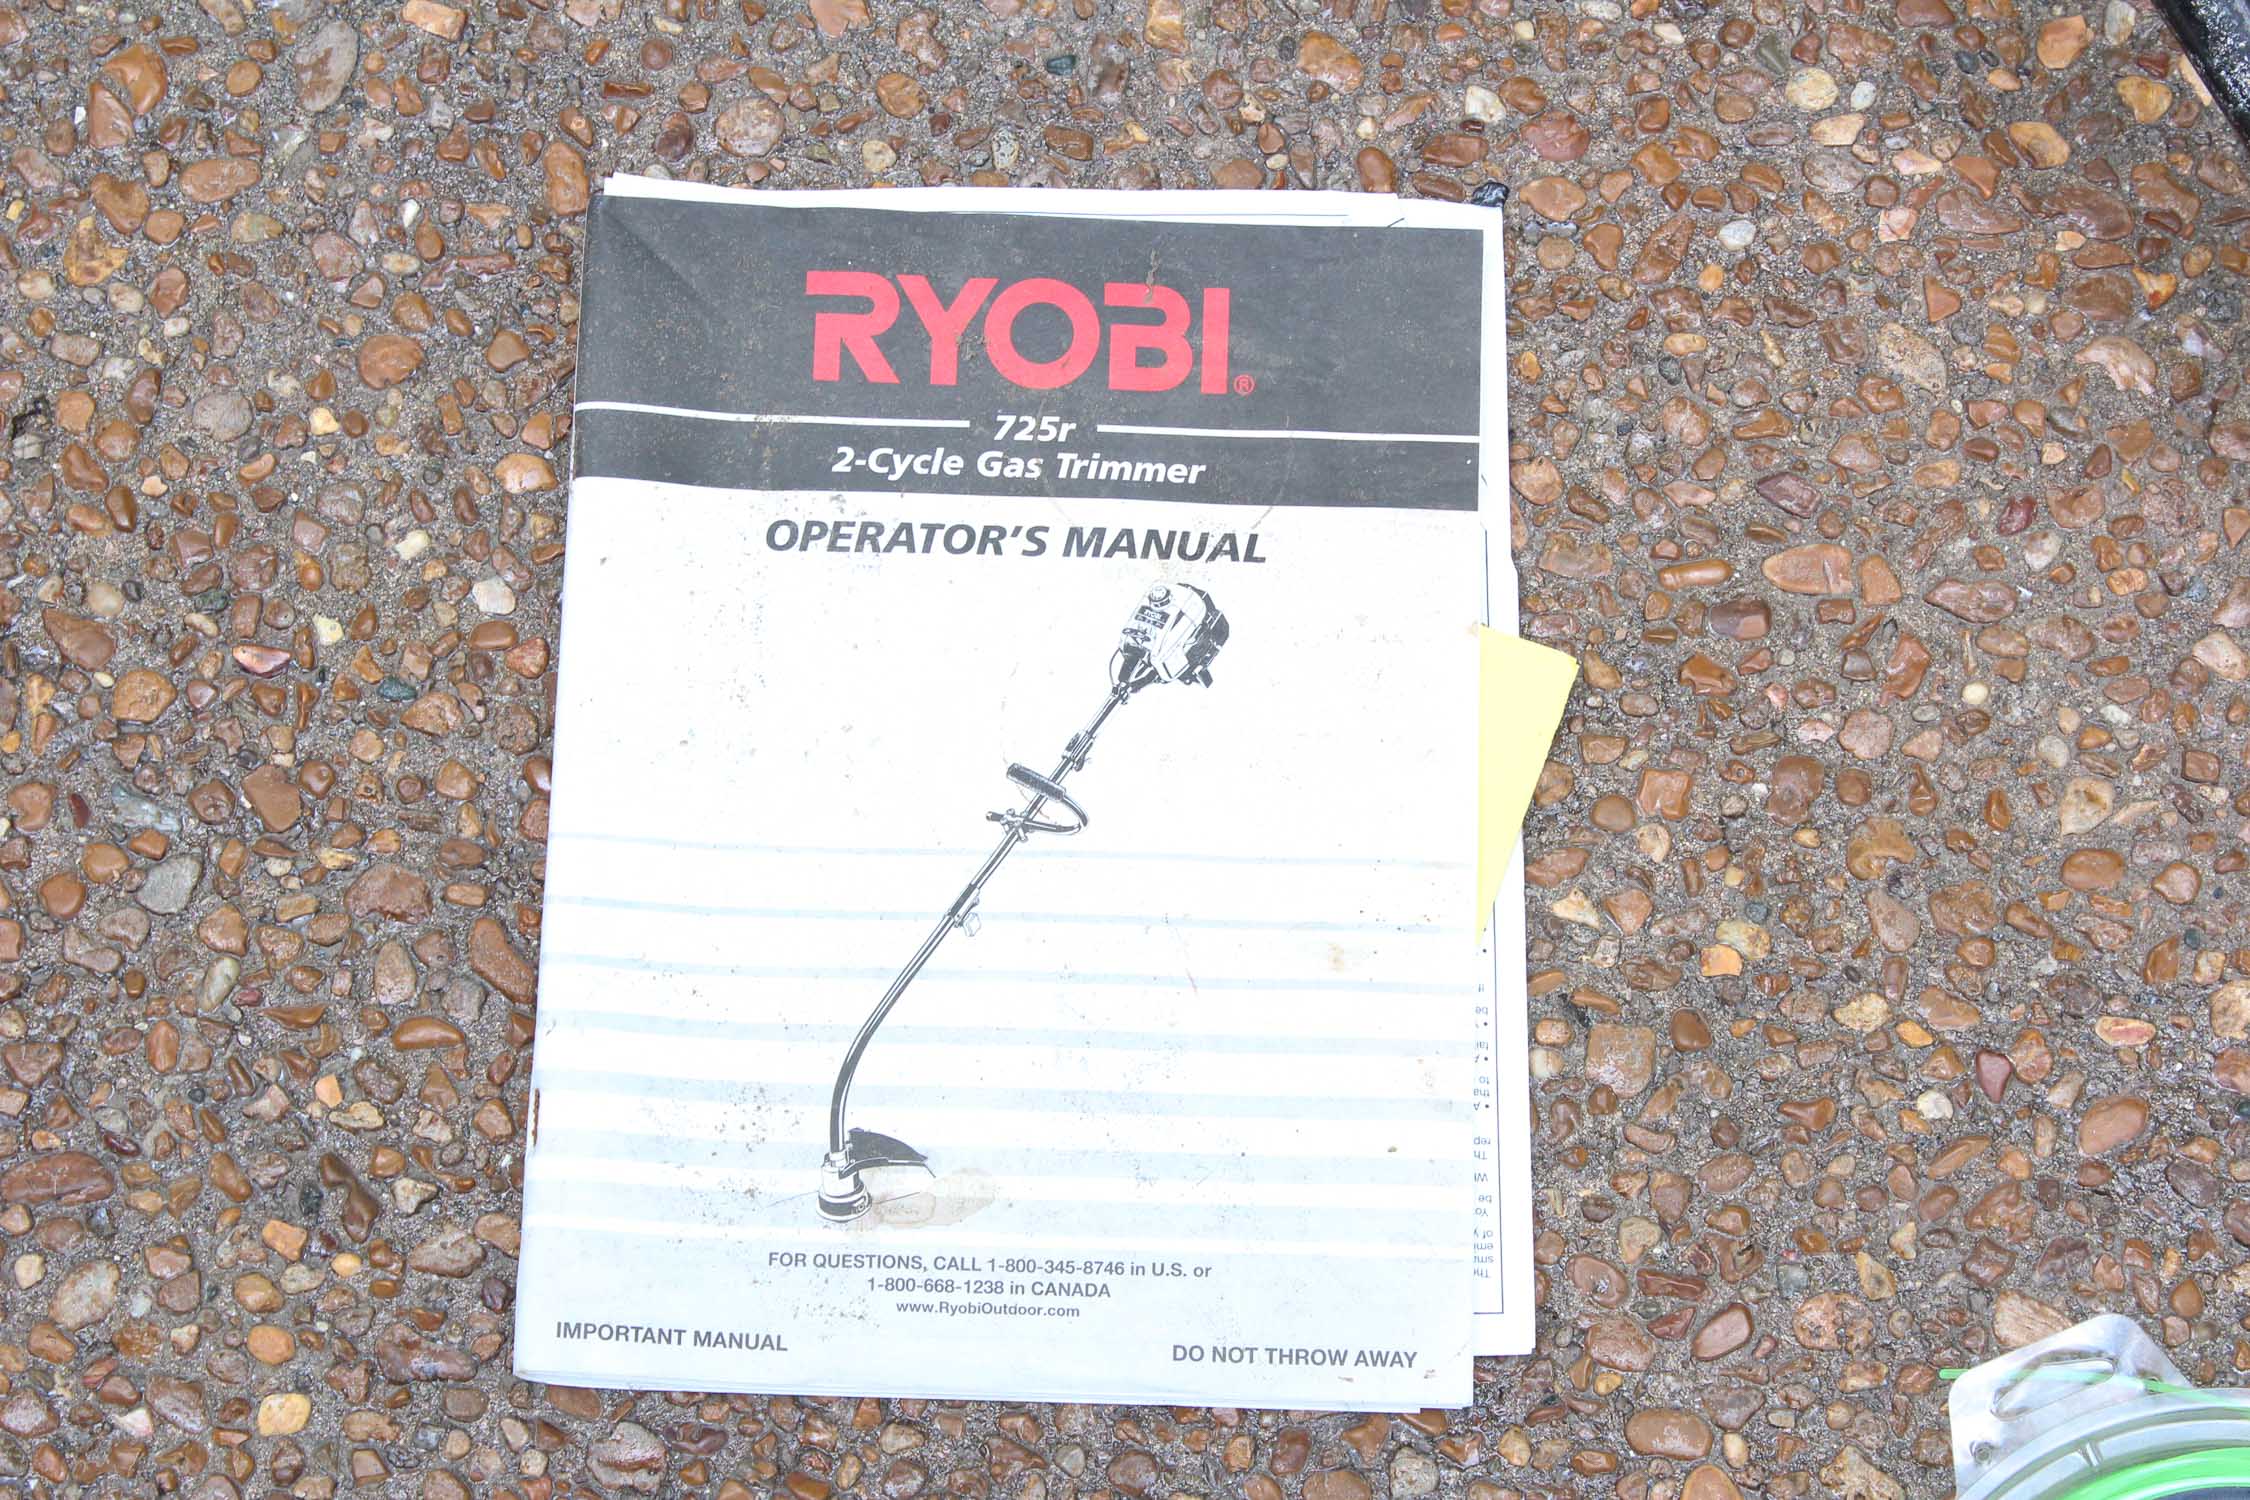 RYOBI®
725r
2-Cycle Gas Trimmer
OPERATOR'S MANUAL
FOR QUESTIONS, CALL 1-800-345-8746 in U.S. or
1-800-668-1238 in CANADA
www.RyobiOutdoor.com
IMPORTANT MANUAL
DO NOT THROW AWAY